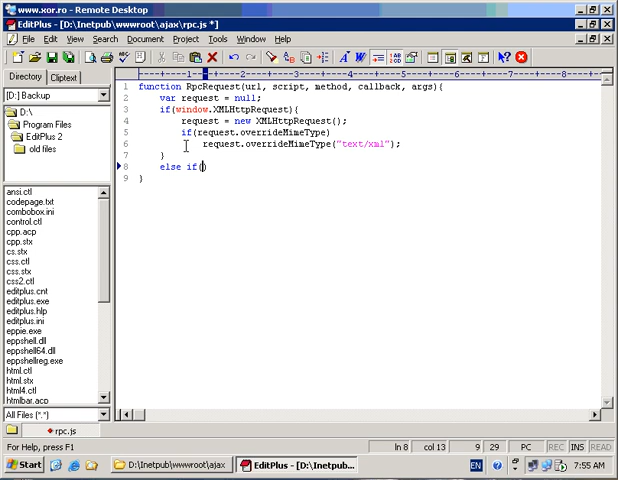 www.xor.ro - Remote Desktop
EditPlus - [D:\Inetpub\wwwroot\ajax\rpc.js *]
File Edit View Search Document Project Tools Window Help
Directory Cliptext
[D:] Backup
D:\
Program Files
EditPlus 2
old files
ansi.ctl
codepage.txt
combobox.ini
control.ctl
cpp.acp
cpp.stx
cs.stx
css.ctl
css.stx
css2.ctl
editplus.cnt
editplus.exe
editplus.hlp
editplus.ini
eppie.exe
eppshell.dll
eppshell64.dll
eppshellreg.exe
html.ctl
html.stx
html4.ctl
htmlbar.acp
All Files (*.*)
----+----1----+----2----+----3----+----4----+----5----+----6----+--
1 function RpcRequest(url, script, method, callback, args){
2 var request = null;
3 if(window.XMLHttpRequest){
4 request = new XMLHttpRequest();
5 if(request.overrideMimeType)
6 request.overrideMimeType("text/xml");
7 }
8 else if()
9 }
rpc.js
For Help, press F1
ln 8 col 13 9 29 PC REC INS READ
Start D:\Inetpub\wwwroot\ajax EditPlus - [D:\Inetpub... EN 7:55 AM